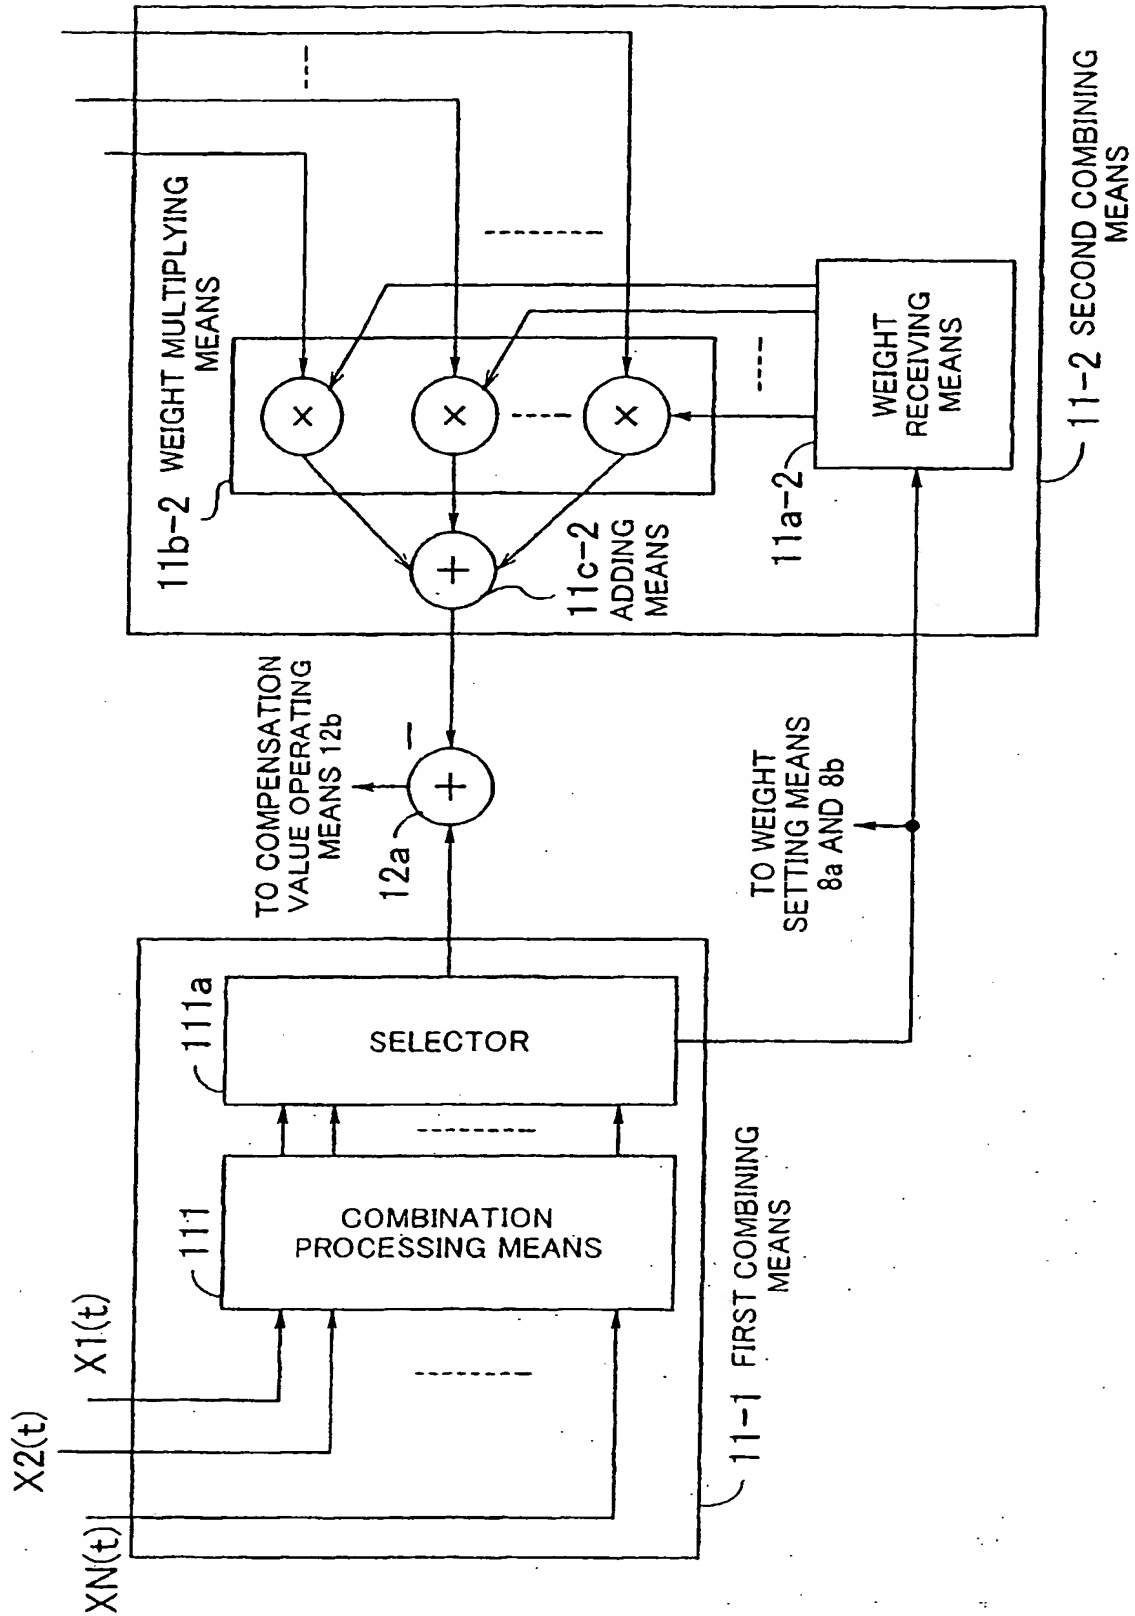 XN(t)
X2(t)
X1(t)
111
COMBINATION
PROCESSING MEANS
111a
SELECTOR
11-1 FIRST COMBINING
MEANS
TO COMPENSATION
VALUE OPERATING
MEANS 12b
12a
+
−
TO WEIGHT
SETTING MEANS
8a AND 8b
11b-2 WEIGHT MULTIPLYING
MEANS
×
×
×
+
11c-2
ADDING
MEANS
11a-2
WEIGHT
RECEIVING
MEANS
11-2 SECOND COMBINING
MEANS